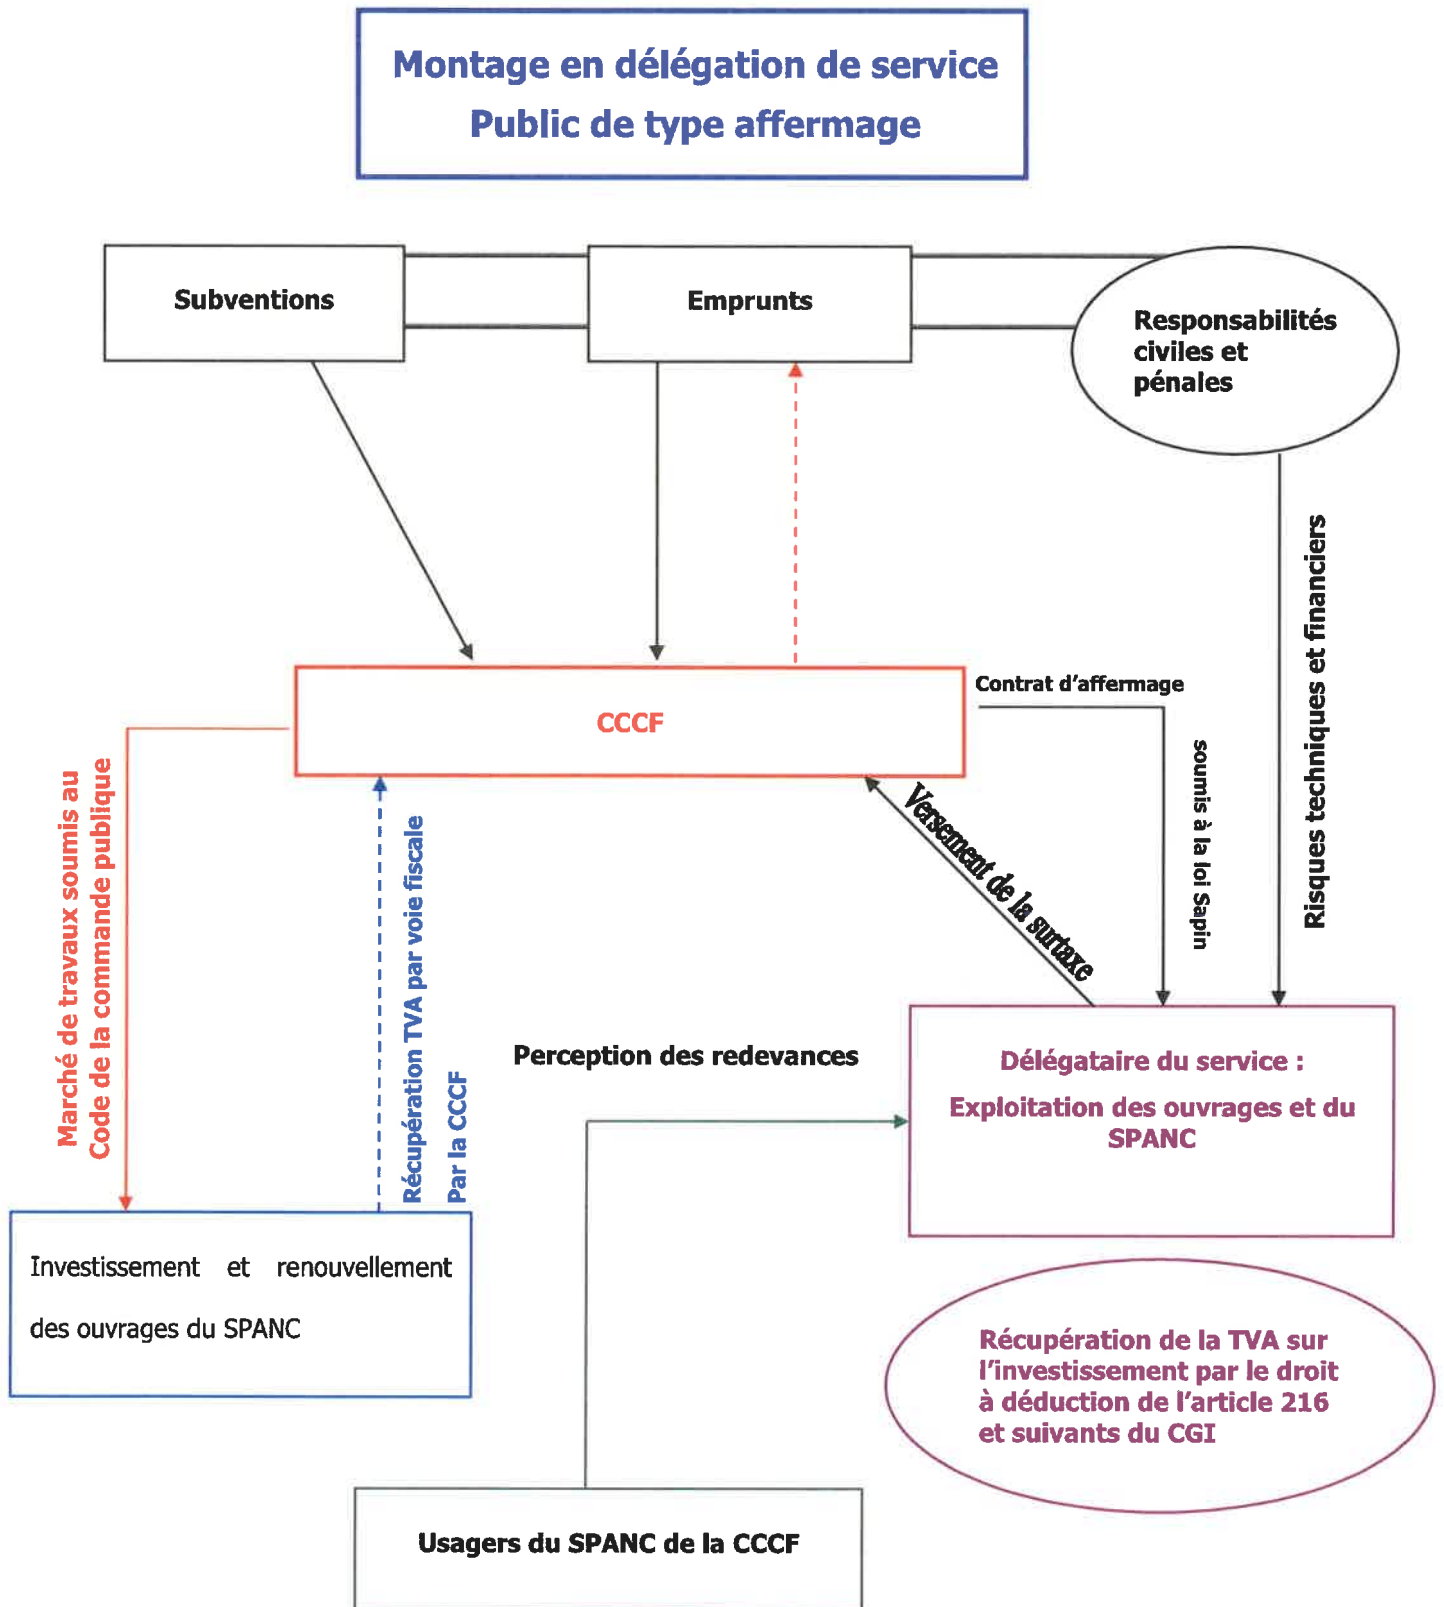 Montage en délégation de service
Public de type affermage
Subventions
Emprunts
Responsabilités
civiles et
pénales
Risques techniques et financiers
Contrat d'affermage
soumis à la loi Sapin
CCCF
Versement de la surtaxe
Marché de travaux soumis au
Code de la commande publique
Récupération TVA par voie fiscale
Par la CCCF
Perception des redevances
Délégataire du service :
Exploitation des ouvrages et du
SPANC
Investissement et renouvellement
des ouvrages du SPANC
Récupération de la TVA sur
l'investissement par le droit
à déduction de l'article 216
et suivants du CGI
Usagers du SPANC de la CCCF